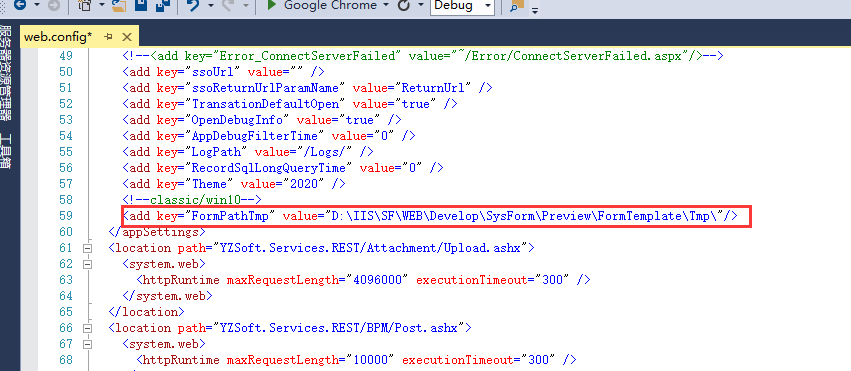 Google Chrome
Debug
web.config*
服务器资源管理器
工具箱
49 <!--<add key="Error_ConnectServerFailed" value="~/Error/ConnectServerFailed.aspx"/>-->
50 <add key="ssoUrl" value="" />
51 <add key="ssoReturnUrlParamName" value="ReturnUrl" />
52 <add key="TransationDefaultOpen" value="true" />
53 <add key="OpenDebugInfo" value="true" />
54 <add key="AppDebugFilterTime" value="0" />
55 <add key="LogPath" value="/Logs/" />
56 <add key="RecordSqlLongQueryTime" value="0" />
57 <add key="Theme" value="2020" />
58 <!--classic/win10-->
59 <add key="FormPathTmp" value="D:\IIS\SF\WEB\Develop\SysForm\Preview\FormTemplate\Tmp\"/>
60 </appSettings>
61 <location path="YZSoft.Services.REST/Attachment/Upload.ashx">
62 <system.web>
63 <httpRuntime maxRequestLength="4096000" executionTimeout="300" />
64 </system.web>
65 </location>
66 <location path="YZSoft.Services.REST/BPM/Post.ashx">
67 <system.web>
68 <httpRuntime maxRequestLength="10000" executionTimeout="300" />